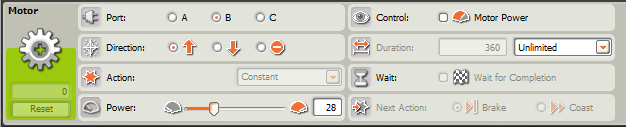 Motor
Port: A B C
Control: Motor Power
Direction:
Duration: 360 Unlimited
Action: Constant
Wait: Wait for Completion
0
Reset
Power: 28
Next Action: Brake Coast